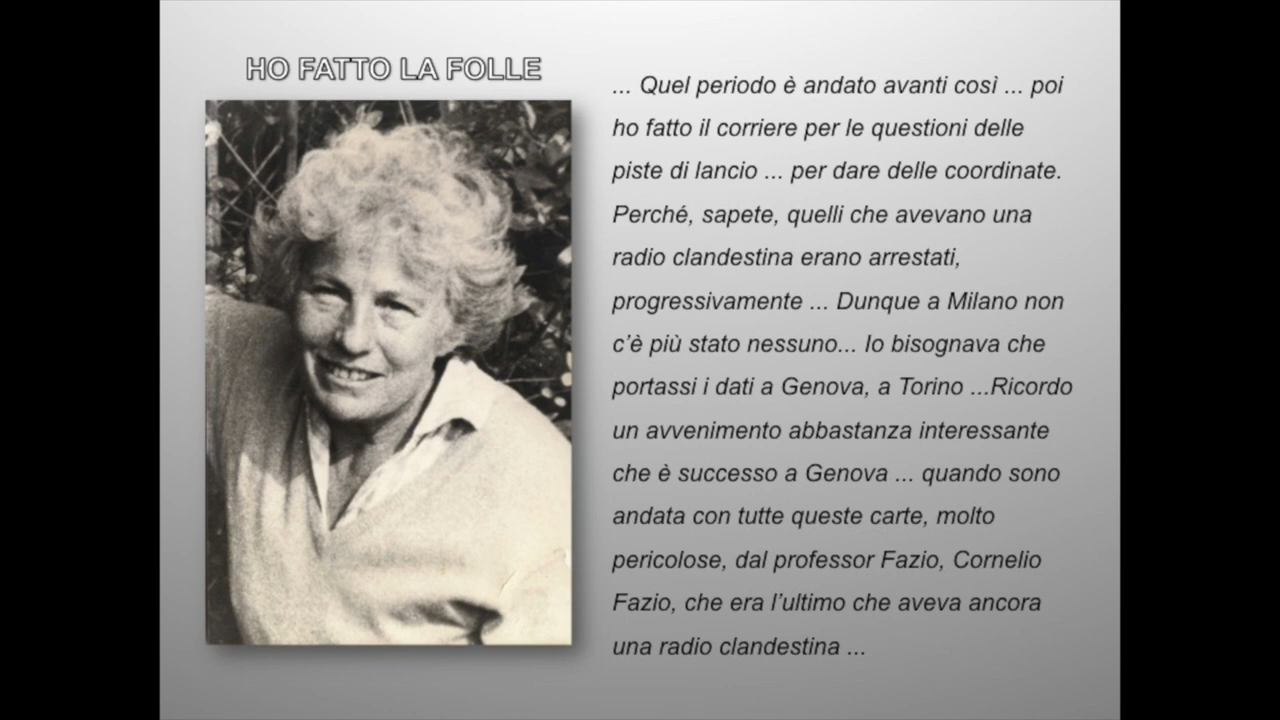 HO FATTO LA FOLLE
... Quel periodo è andato avanti così ... poi
ho fatto il corriere per le questioni delle
piste di lancio ... per dare delle coordinate.
Perché, sapete, quelli che avevano una
radio clandestina erano arrestati,
progressivamente ... Dunque a Milano non
c’è più stato nessuno... Io bisognava che
portassi i dati a Genova, a Torino ...Ricordo
un avvenimento abbastanza interessante
che è successo a Genova ... quando sono
andata con tutte queste carte, molto
pericolose, dal professor Fazio, Cornelio
Fazio, che era l’ultimo che aveva ancora
una radio clandestina ...